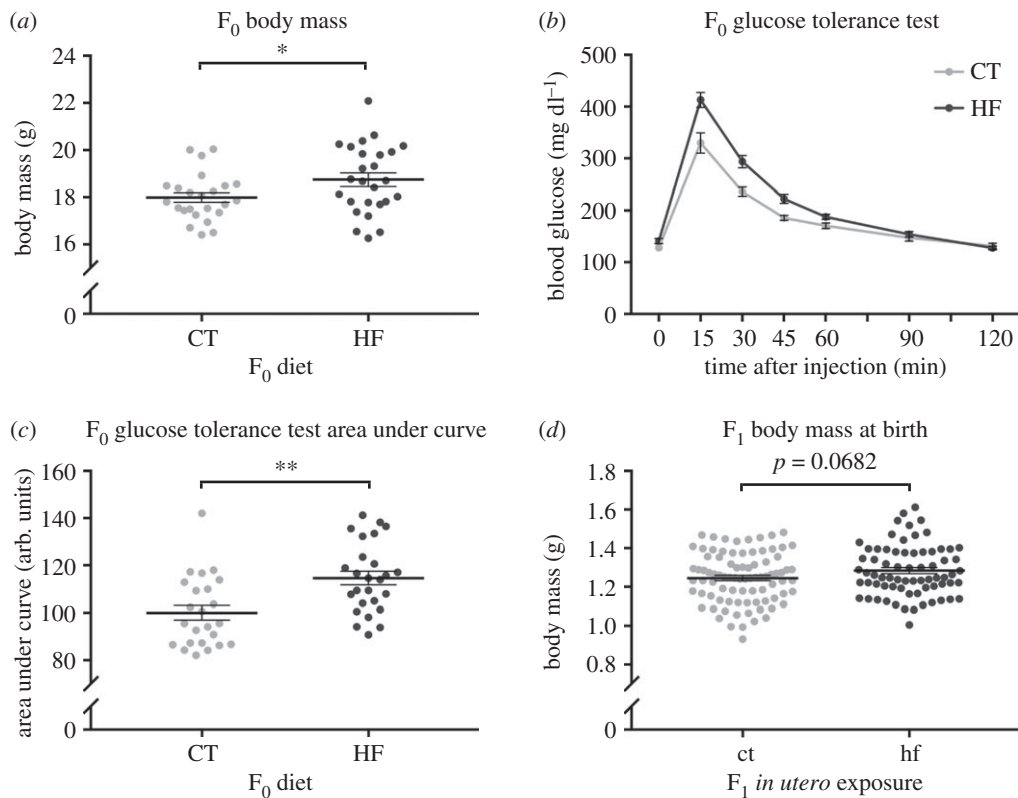 (a) F₀ body mass
*
24
22
20
18
16
0
body mass (g)
CT HF
F₀ diet
(b) F₀ glucose tolerance test
500
400
300
200
100
0
blood glucose (mg dl⁻¹)
CT
HF
0 15 30 45 60 90 120
time after injection (min)
(c) F₀ glucose tolerance test area under curve
**
160
140
120
100
80
0
area under curve (arb. units)
CT HF
F₀ diet
(d) F₁ body mass at birth
p = 0.0682
1.8
1.6
1.4
1.2
1.0
0.8
0
body mass (g)
ct hf
F₁ in utero exposure